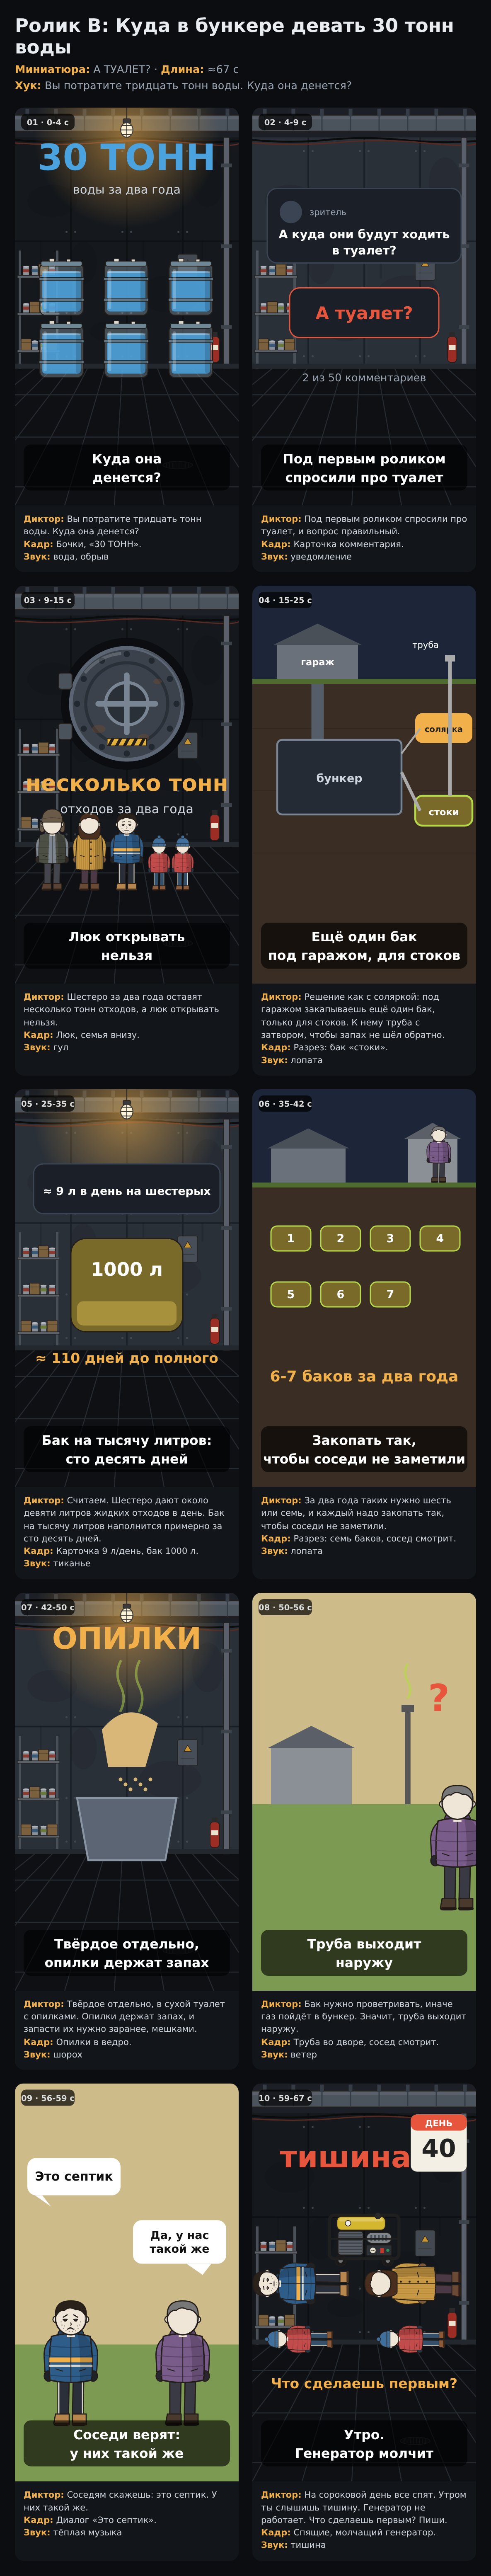 Ролик В: Куда в бункере девать 30 тонн
воды
Миниатюра: А ТУАЛЕТ? · Длина: ≈67 с
Хук: Вы потратите тридцать тонн воды. Куда она денется?
01 · 0-4 с
30 ТОНН
воды за два года
Куда она
денется?
Диктор: Вы потратите тридцать тонн
воды. Куда она денется?
Кадр: Бочки, «30 ТОНН».
Звук: вода, обрыв
02 · 4-9 с
зритель
А куда они будут ходить
в туалет?
А туалет?
2 из 50 комментариев
Под первым роликом
спросили про туалет
Диктор: Под первым роликом спросили про
туалет, и вопрос правильный.
Кадр: Карточка комментария.
Звук: уведомление
03 · 9-15 с
несколько тонн
отходов за два года
Люк открывать
нельзя
Диктор: Шестеро за два года оставят
несколько тонн отходов, а люк открывать
нельзя.
Кадр: Люк, семья внизу.
Звук: гул
04 · 15-25 с
труба
гараж
солярка
бункер
стоки
Ещё один бак
под гаражом, для стоков
Диктор: Решение как с соляркой: под
гаражом закапываешь ещё один бак,
только для стоков. К нему труба с
затвором, чтобы запах не шёл обратно.
Кадр: Разрез: бак «стоки».
Звук: лопата
05 · 25-35 с
≈ 9 л в день на шестерых
1000 л
≈ 110 дней до полного
Бак на тысячу литров:
сто десять дней
Диктор: Считаем. Шестеро дают около
девяти литров жидких отходов в день. Бак
на тысячу литров наполнится примерно за
сто десять дней.
Кадр: Карточка 9 л/день, бак 1000 л.
Звук: тиканье
06 · 35-42 с
1 2 3 4
5 6 7
6-7 баков за два года
Закопать так,
чтобы соседи не заметили
Диктор: За два года таких нужно шесть
или семь, и каждый надо закопать так,
чтобы соседи не заметили.
Кадр: Разрез: семь баков, сосед смотрит.
Звук: лопата
07 · 42-50 с
ОПИЛКИ
Твёрдое отдельно,
опилки держат запах
Диктор: Твёрдое отдельно, в сухой туалет
с опилками. Опилки держат запах, и
запасти их нужно заранее, мешками.
Кадр: Опилки в ведро.
Звук: шорох
08 · 50-56 с
?
Труба выходит
наружу
Диктор: Бак нужно проветривать, иначе
газ пойдёт в бункер. Значит, труба выходит
наружу.
Кадр: Труба во дворе, сосед смотрит.
Звук: ветер
09 · 56-59 с
Это септик
Да, у нас
такой же
Соседи верят:
у них такой же
Диктор: Соседям скажешь: это септик. У
них такой же.
Кадр: Диалог «Это септик».
Звук: тёплая музыка
10 · 59-67 с
ДЕНЬ
40
тишина
Что сделаешь первым?
Утро.
Генератор молчит
Диктор: На сороковой день все спят. Утром
ты слышишь тишину. Генератор не
работает. Что сделаешь первым? Пиши.
Кадр: Спящие, молчащий генератор.
Звук: тишина